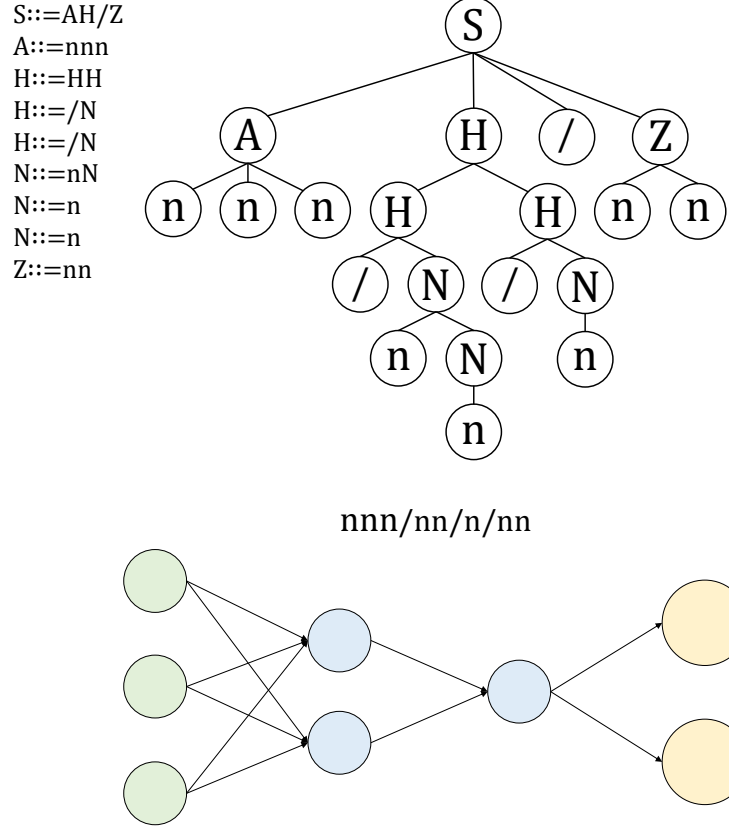 S::=AH/Z
A::=nnn
H::=HH
H::=/N
H::=/N
N::=nN
N::=n
N::=n
Z::=nn
S
A H / Z
n n n H H n n
/ N / N
n N n
n
nnn/nn/n/nn